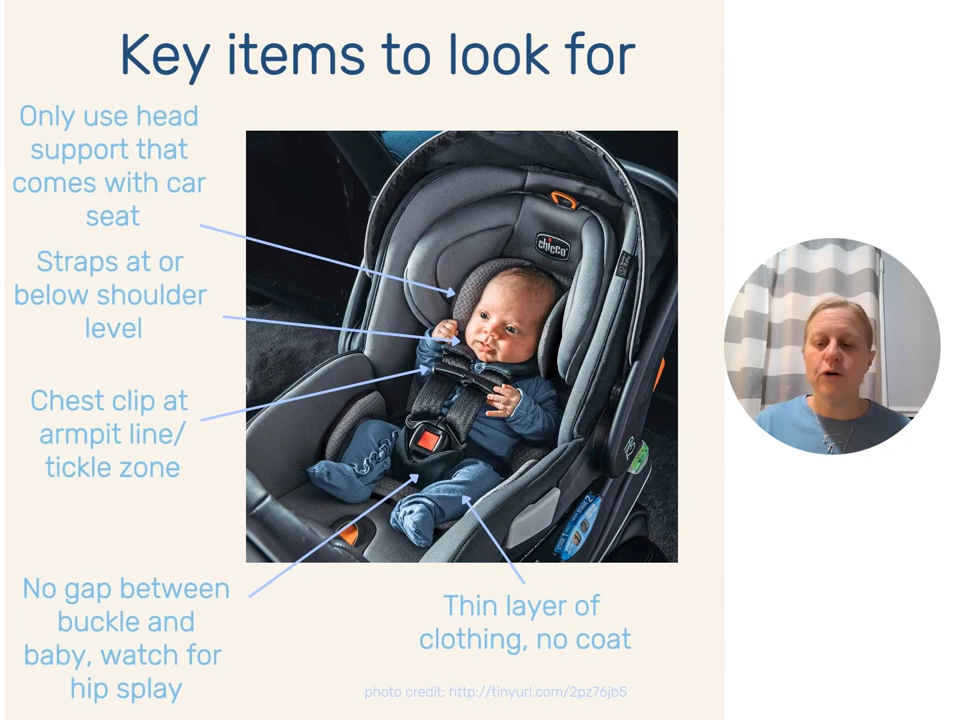 Key items to look for
Only use head
support that
comes with car
seat
Straps at or
below shoulder
level
Chest clip at
armpit line/
tickle zone
No gap between
buckle and
baby, watch for
hip splay
Thin layer of
clothing, no coat
photo credit: http://tinyurl.com/2pz76jb5
chicco